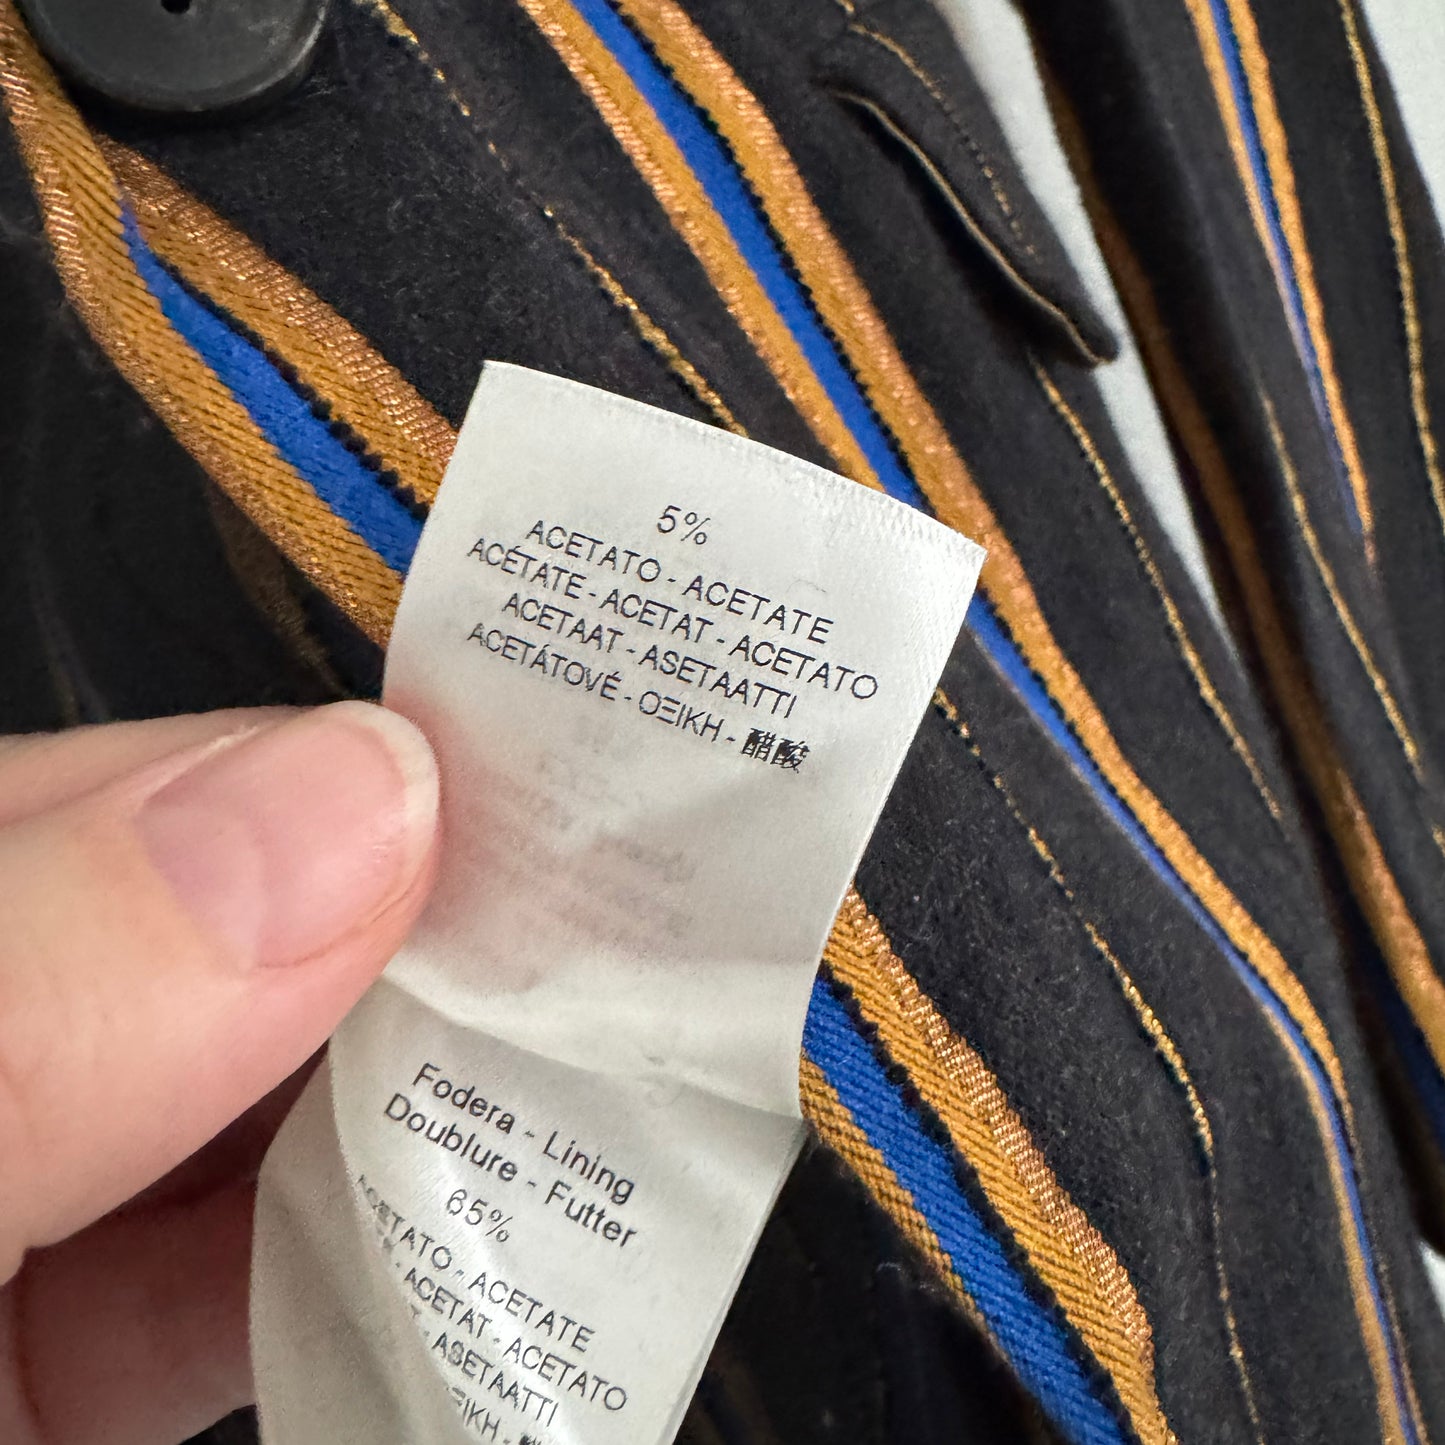 5%
ACETATO - ACETATE
ACÉTATE - ACETAT - ACETATO
ACETAAT - ASETAATTI
ACETÁTOVÉ - ΟΞΙΚΗ - 醋酸
Fodera - Lining
Doublure - Futter
65%
ACETATO - ACETATE
- ACETAT - ACETATO
- ASETAATTI